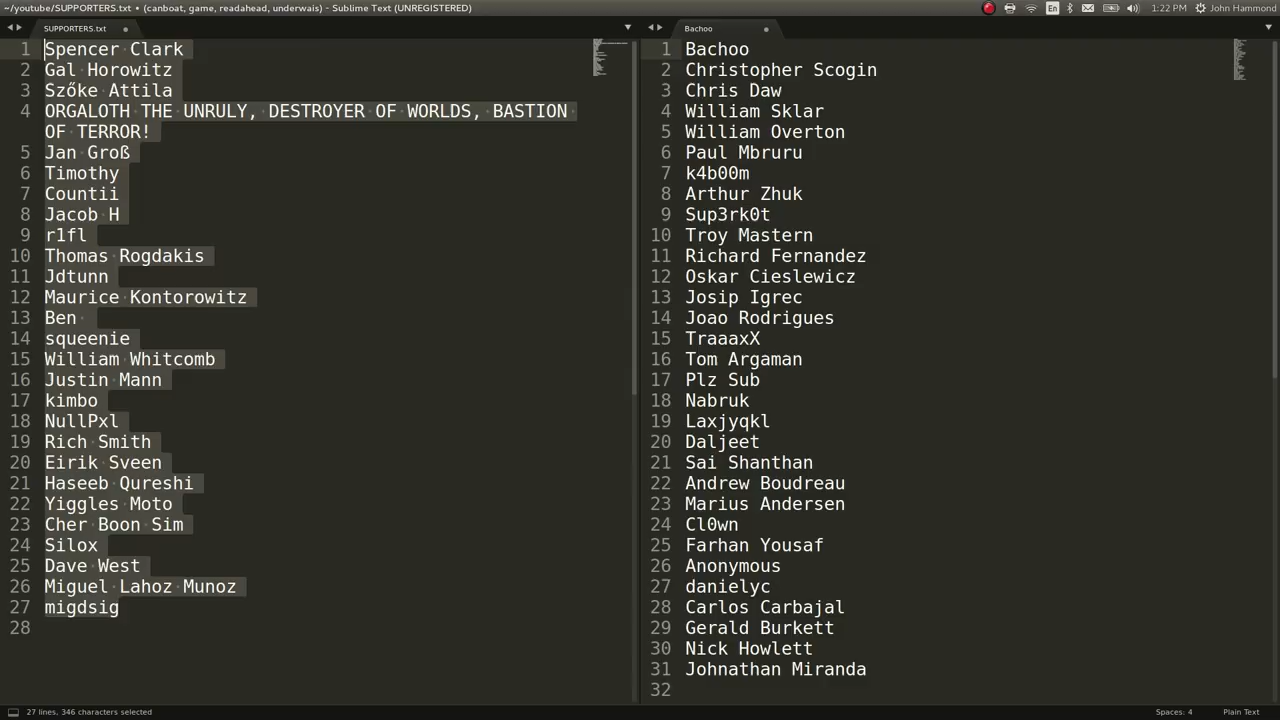 ~/youtube/SUPPORTERS.txt • (canboat, game, readahead, underwais) - Sublime Text (UNREGISTERED)
En
1:22 PM
John Hammond
SUPPORTERS.txt
1 Spencer Clark
2 Gal Horowitz
3 Szőke Attila
4 ORGALOTH THE UNRULY, DESTROYER OF WORLDS, BASTION
OF TERROR!
5 Jan Groß
6 Timothy
7 Countii
8 Jacob H
9 r1fl
10 Thomas Rogdakis
11 Jdtunn
12 Maurice Kontorowitz
13 Ben
14 squeenie
15 William Whitcomb
16 Justin Mann
17 kimbo
18 NullPxl
19 Rich Smith
20 Eirik Sveen
21 Haseeb Qureshi
22 Yiggles Moto
23 Cher Boon Sim
24 Silox
25 Dave West
26 Miguel Lahoz Munoz
27 migdsig
28
Bachoo
1 Bachoo
2 Christopher Scogin
3 Chris Daw
4 William Sklar
5 William Overton
6 Paul Mbruru
7 k4b00m
8 Arthur Zhuk
9 Sup3rk0t
10 Troy Mastern
11 Richard Fernandez
12 Oskar Cieslewicz
13 Josip Igrec
14 Joao Rodrigues
15 TraaaxX
16 Tom Argaman
17 Plz Sub
18 Nabruk
19 Laxjyqkl
20 Daljeet
21 Sai Shanthan
22 Andrew Boudreau
23 Marius Andersen
24 Cl0wn
25 Farhan Yousaf
26 Anonymous
27 danielyc
28 Carlos Carbajal
29 Gerald Burkett
30 Nick Howlett
31 Johnathan Miranda
32
27 lines, 346 characters selected
Spaces: 4
Plain Text